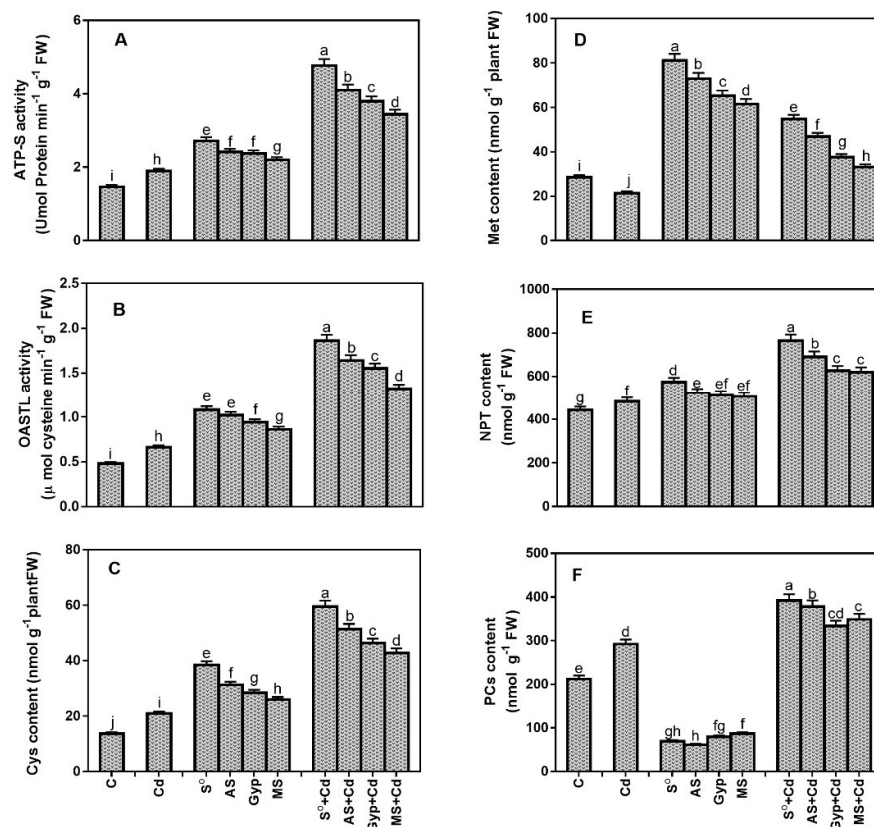 A
ATP-S activity
(Umol Protein min⁻¹ g⁻¹ FW)
6
4
2
0
i
h
e
f
f
g
a
b
c
d
D
Met content (nmol g⁻¹ plant FW)
100
80
60
40
20
0
i
j
a
b
c
d
e
f
g
h
B
OASTL activity
(µ mol cysteine min⁻¹ g⁻¹ FW)
2.5
2.0
1.5
1.0
0.5
0.0
i
h
e
e
f
g
a
b
c
d
E
NPT content
(nmol g⁻¹ FW)
1000
800
600
400
200
0
g
f
d
e
ef
ef
a
b
c
c
C
Cys content (nmol g⁻¹plantFW)
80
60
40
20
0
j
i
e
f
g
h
a
b
c
d
C
Cd
S⁰
AS
Gyp
MS
S⁰+Cd
AS+Cd
Gyp+Cd
MS+Cd
F
PCs content
(nmol g⁻¹ FW)
500
400
300
200
100
0
e
d
gh
h
fg
f
a
b
cd
c
C
Cd
S⁰
AS
Gyp
MS
S⁰+Cd
AS+Cd
Gyp+Cd
MS+Cd